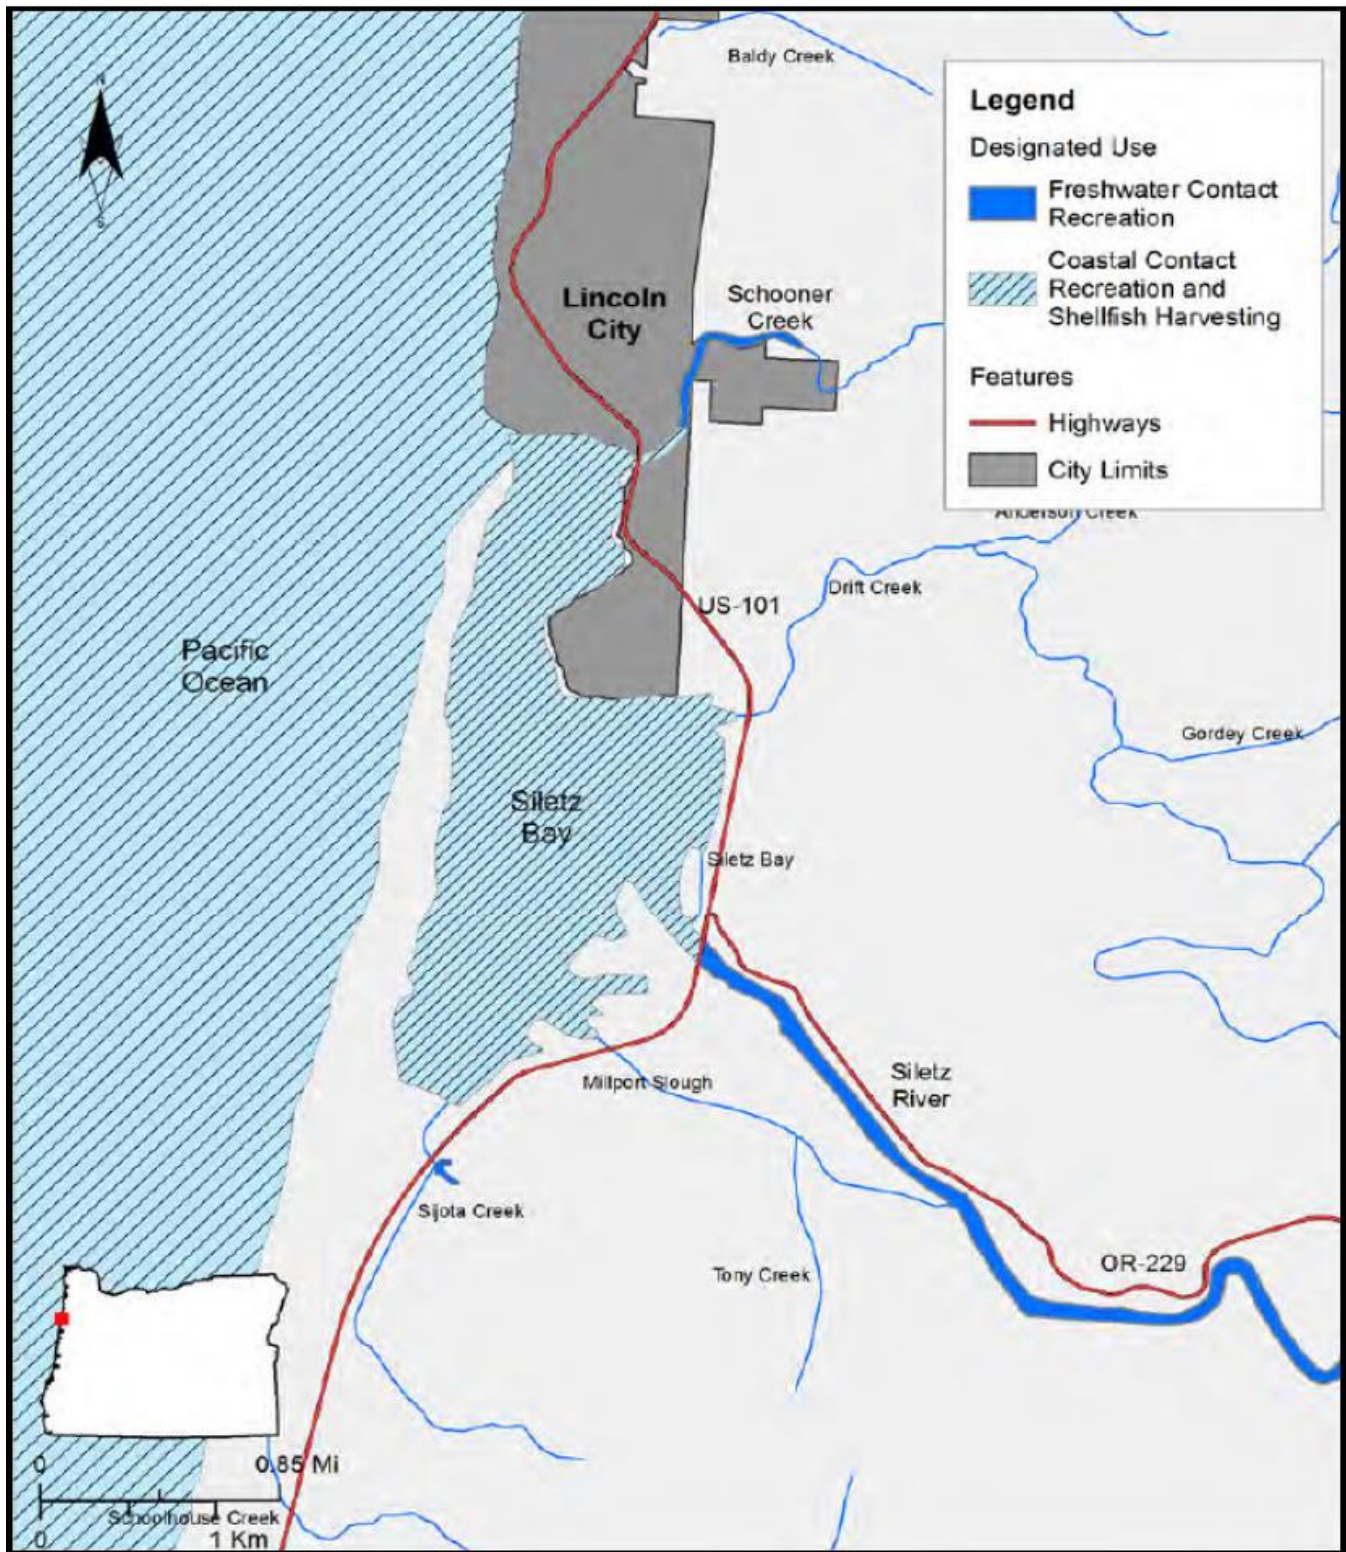 N
S
Baldy Creek
Legend
Designated Use
Freshwater Contact
Recreation
Coastal Contact
Recreation and
Shellfish Harvesting
Features
Highways
City Limits
Lincoln
City
Schooner
Creek
Anderson Creek
Drift Creek
US-101
Pacific
Ocean
Gordey Creek
Siletz
Bay
Siletz Bay
Siletz
River
Millport Slough
Sijota Creek
Tony Creek
OR-229
0
0.85 Mi
Schoolhouse Creek
0
1 Km